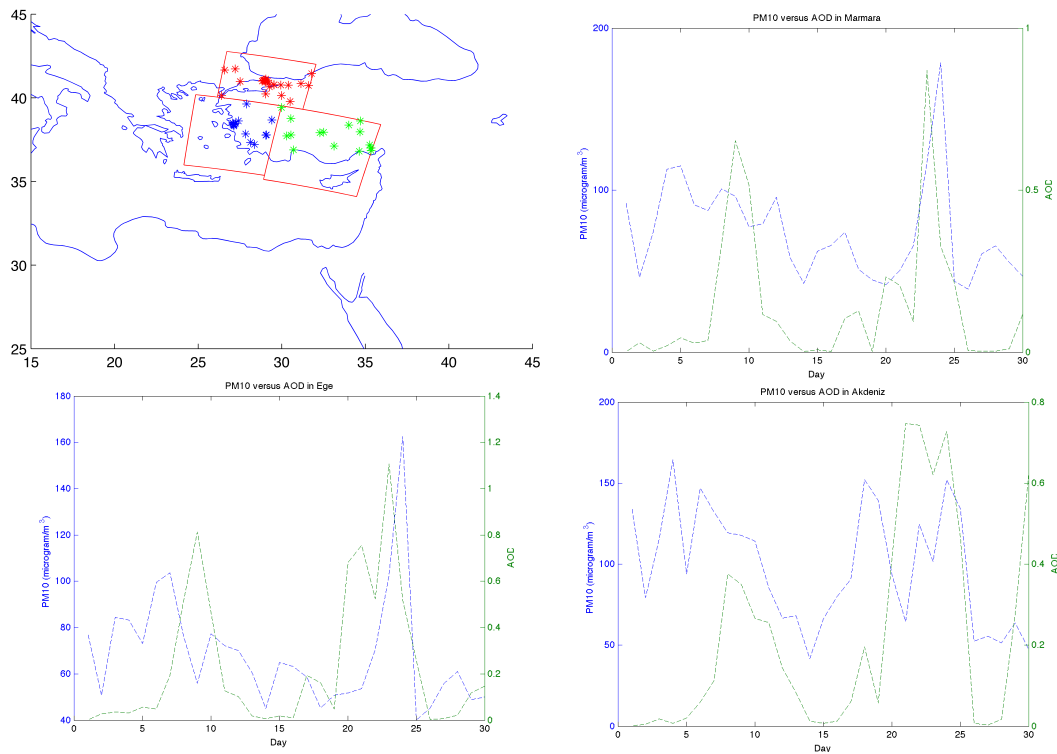 45
40
35
30
25
15 20 25 30 35 40 45
PM10 versus AOD in Marmara
200
100
0
PM10 (microgram/m³)
1
0.5
0
AOD
0 5 10 15 20 25 30
Day
PM10 versus AOD in Ege
180
160
140
120
100
80
60
40
PM10 (microgram/m³)
1.4
1.2
1
0.8
0.6
0.4
0.2
0
AOD
0 5 10 15 20 25 30
Day
PM10 versus AOD in Akdeniz
200
150
100
50
0
PM10 (microgram/m³)
0.8
0.6
0.4
0.2
0
AOD
0 5 10 15 20 25 30
Day